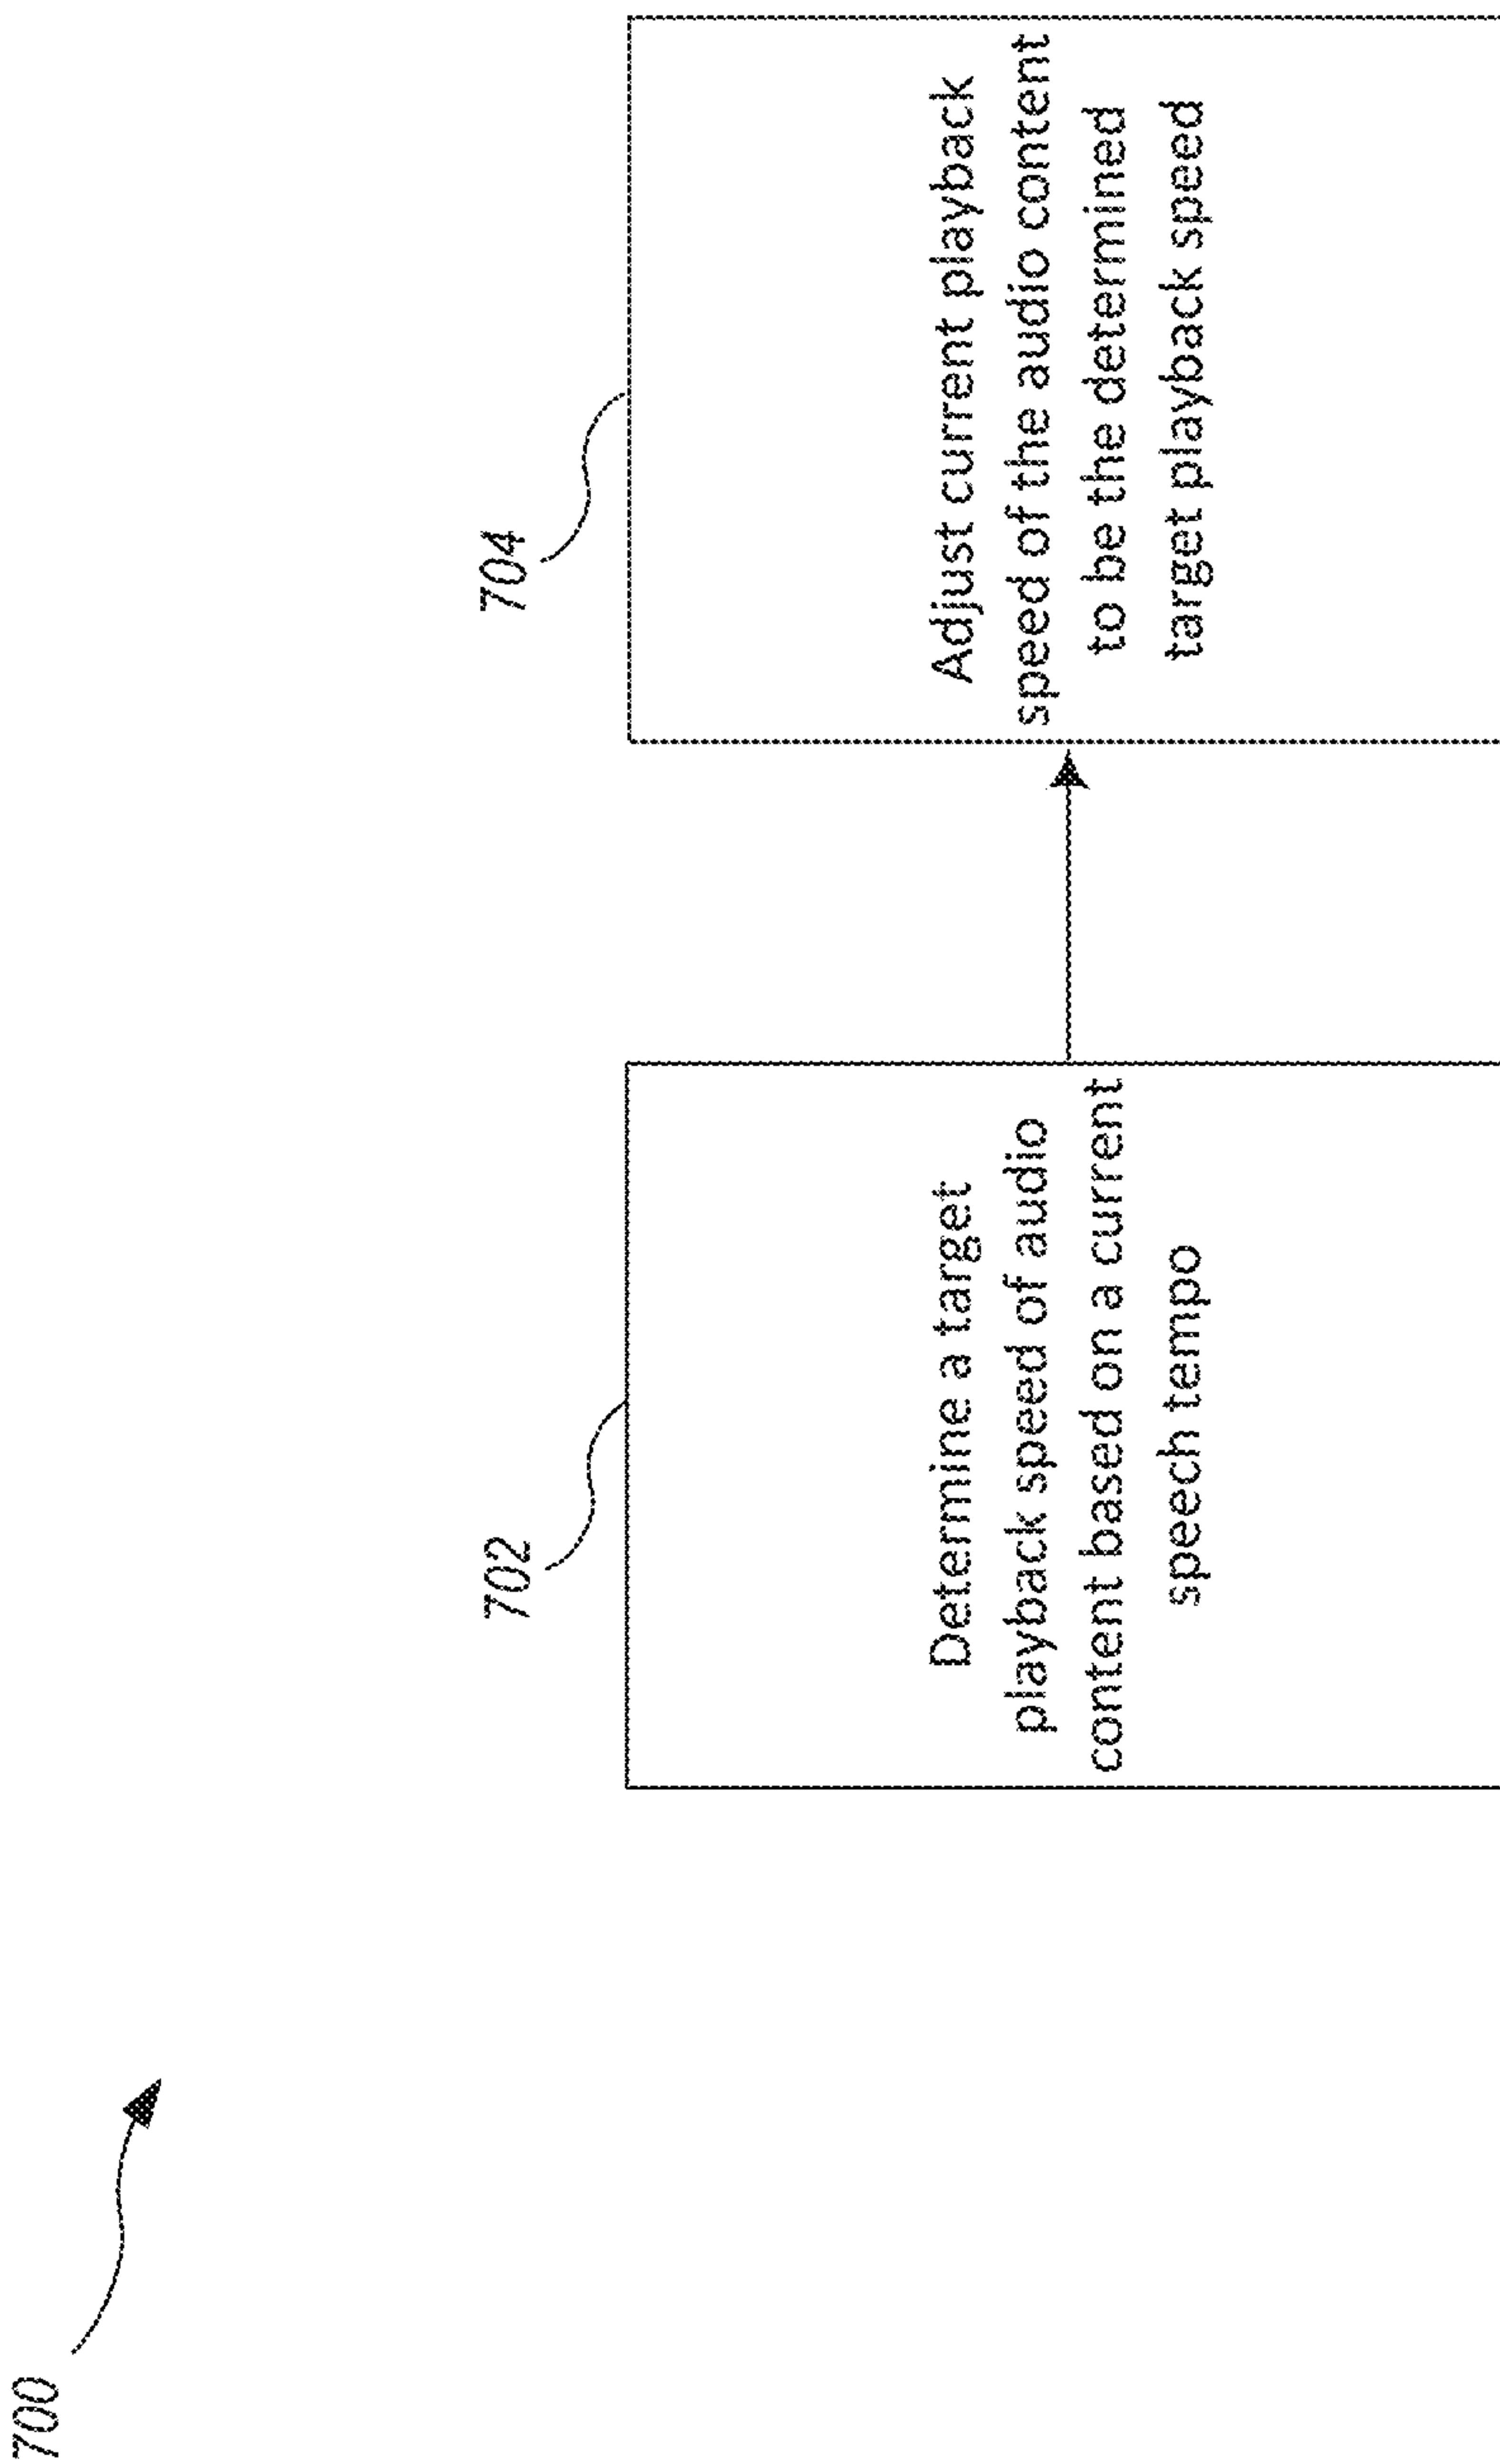 700
702
Determine a target
playback speed of audio
content based on a current
speech tempo
704
Adjust current playback
speed of the audio content
to be the determined
target playback speed